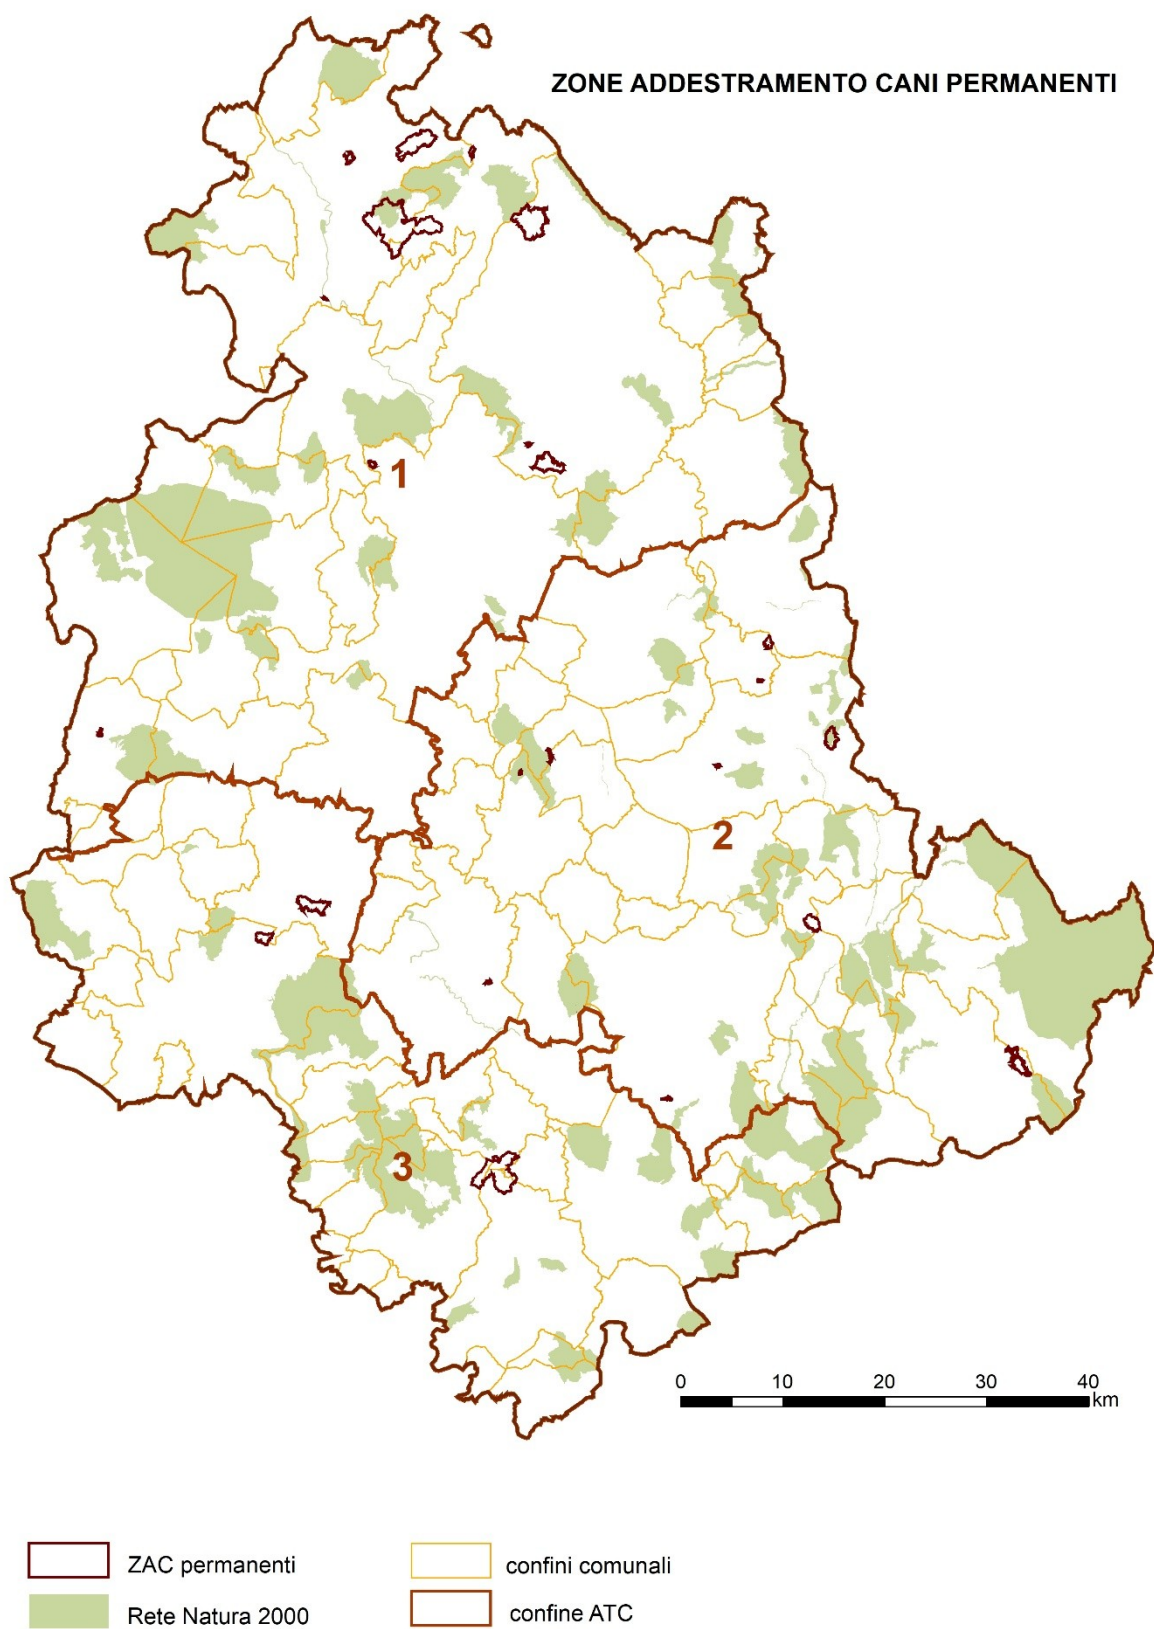 ZONE ADDESTRAMENTO CANI PERMANENTI
1
2
3
0 10 20 30 40
km
ZAC permanenti
confini comunali
Rete Natura 2000
confine ATC